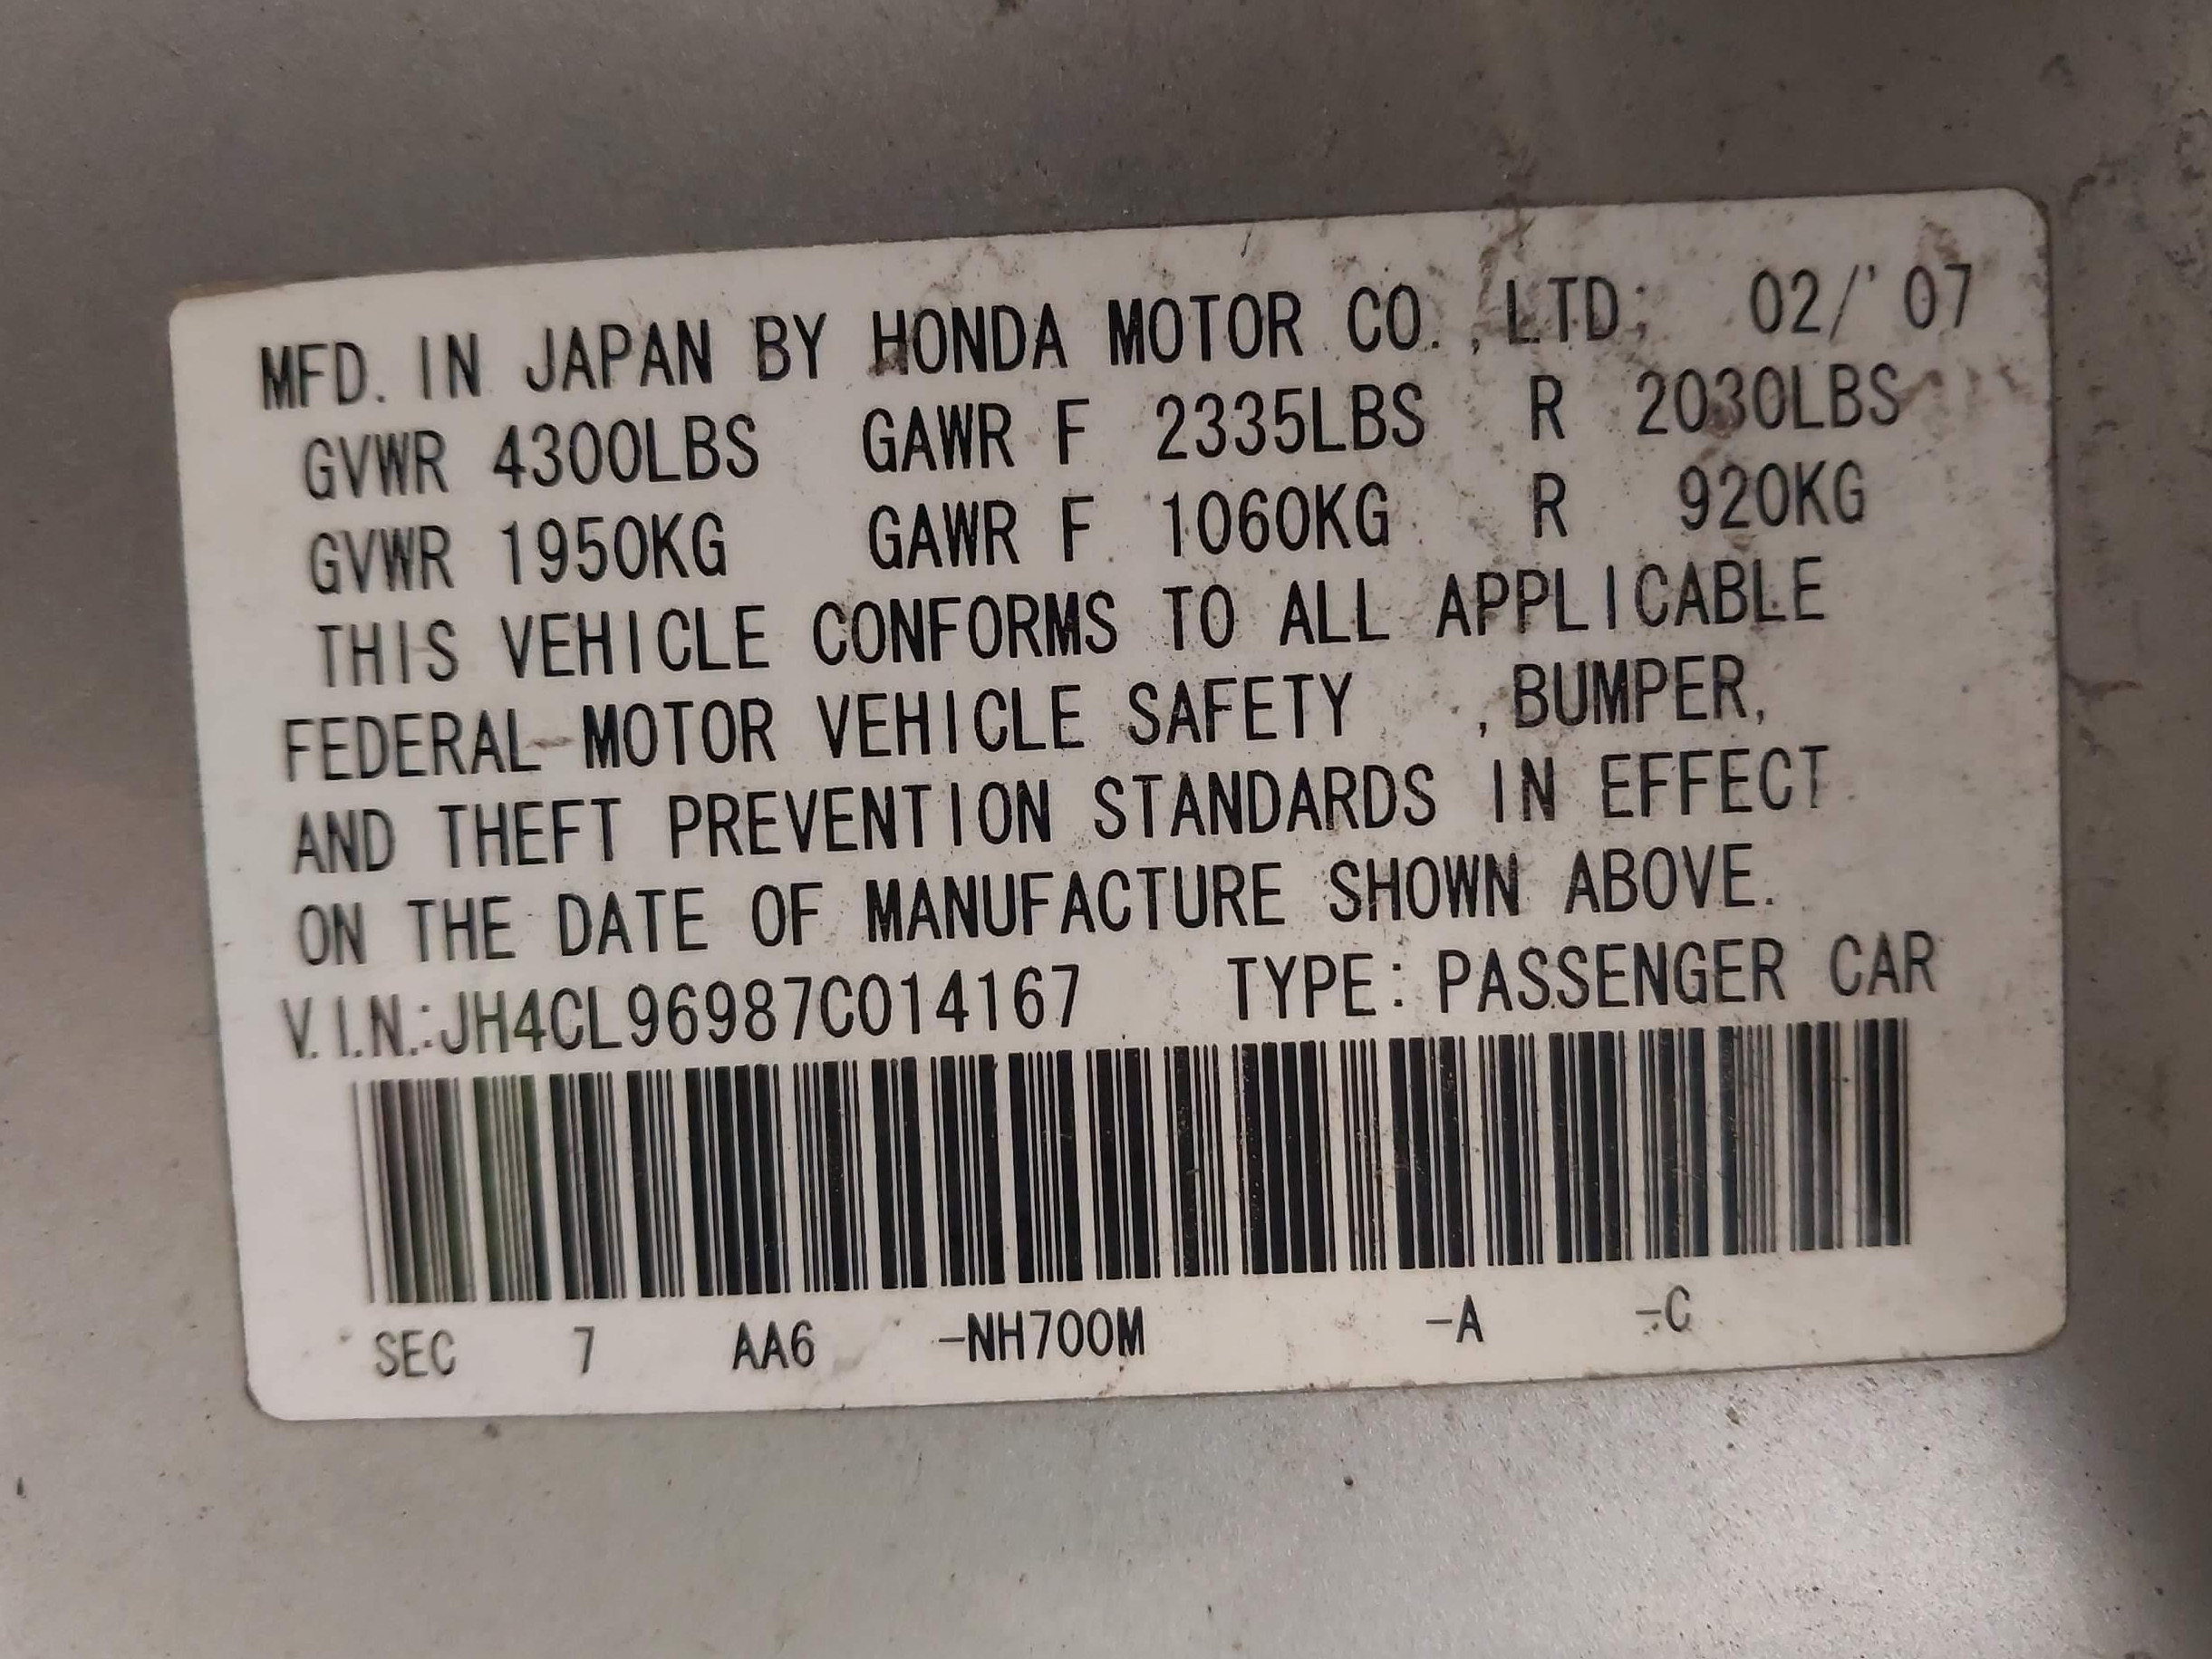 MFD. IN JAPAN BY HONDA MOTOR CO.,LTD; 02/'07
GVWR 4300LBS GAWR F 2335LBS R 2030LBS
GVWR 1950KG GAWR F 1060KG R 920KG
THIS VEHICLE CONFORMS TO ALL APPLICABLE
FEDERAL MOTOR VEHICLE SAFETY ,BUMPER,
AND THEFT PREVENTION STANDARDS IN EFFECT
ON THE DATE OF MANUFACTURE SHOWN ABOVE.
V.I.N.:JH4CL96987C014167 TYPE: PASSENGER CAR
SEC 7 AA6 -NH700M -A -C